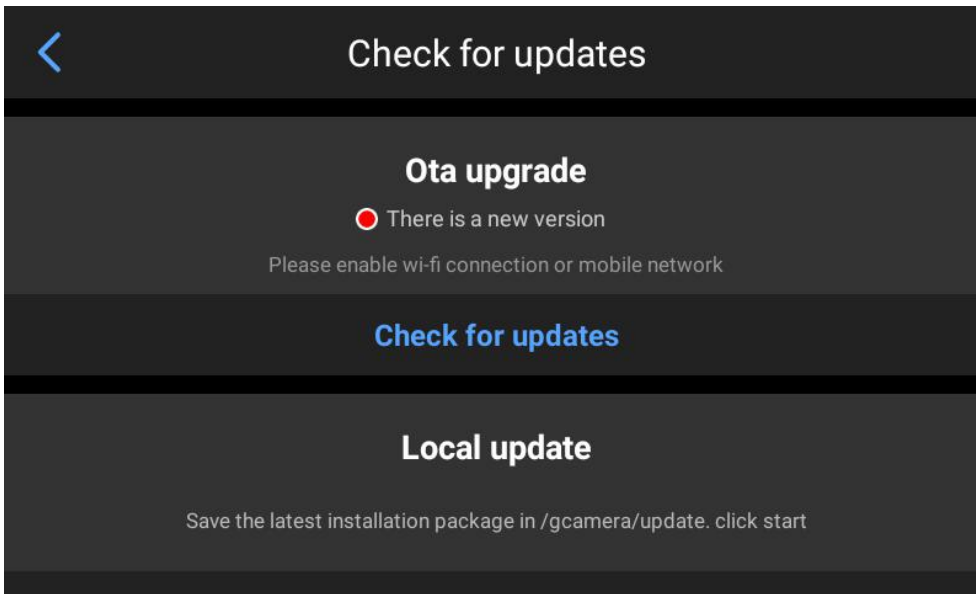 Check for updates
Ota upgrade
There is a new version
Please enable wi-fi connection or mobile network
Check for updates
Local update
Save the latest installation package in /gcamera/update. click start